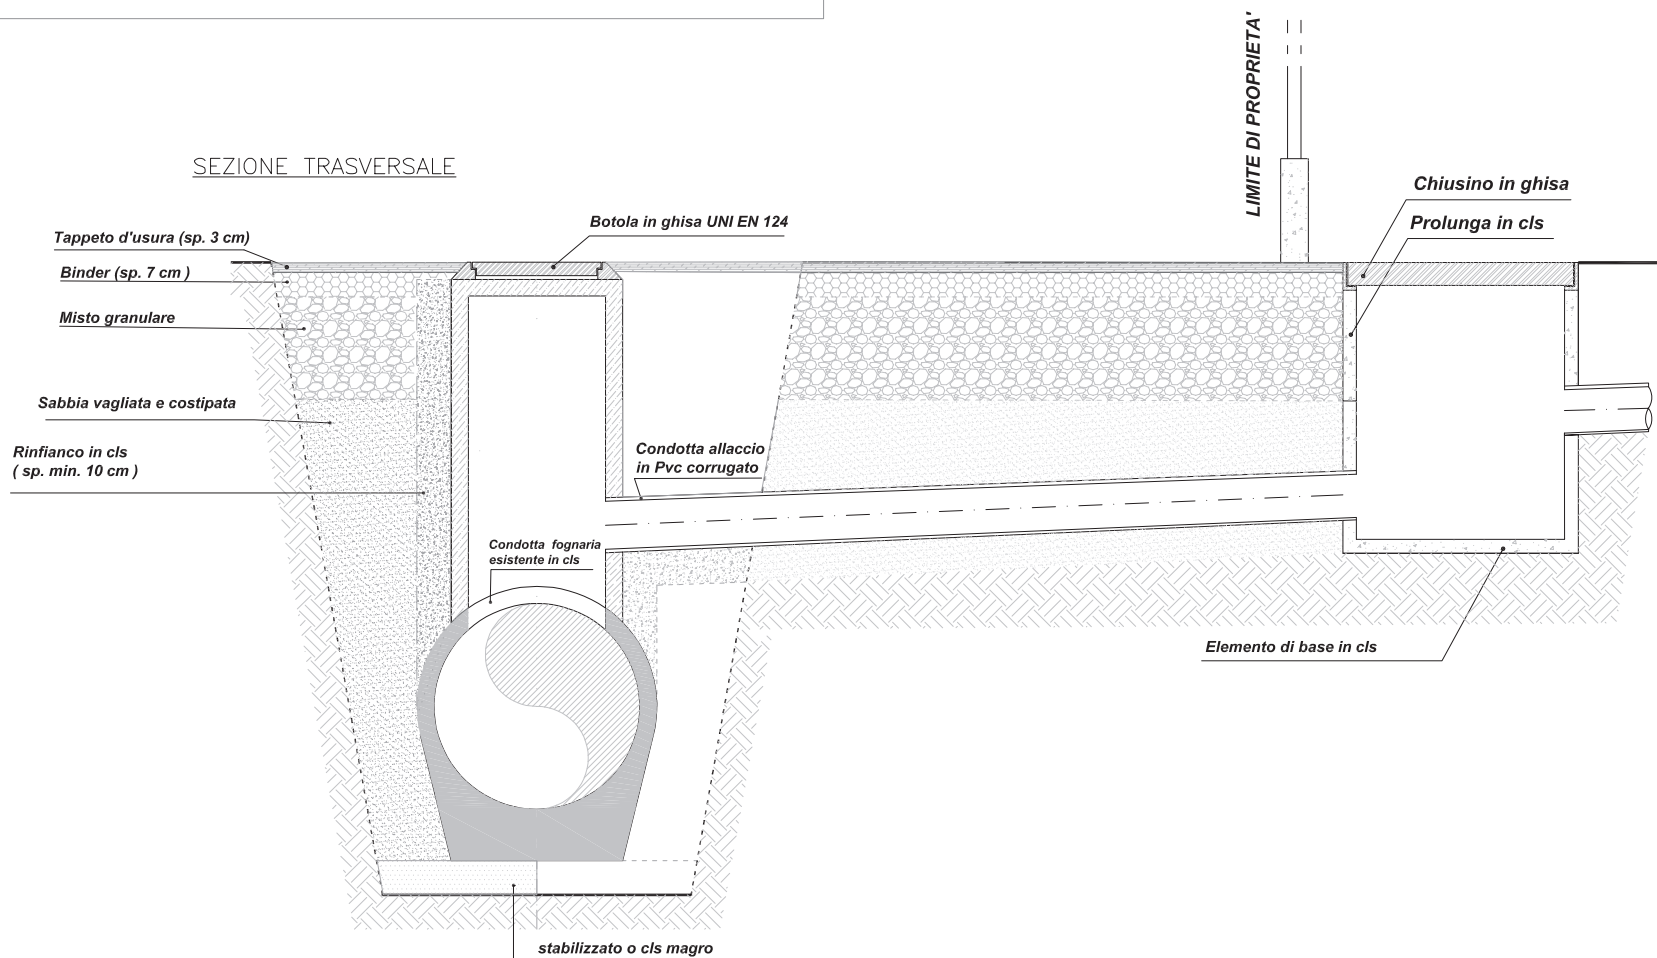 LIMITE DI PROPRIETA'
SEZIONE TRASVERSALE
Chiusino in ghisa
Botola in ghisa UNI EN 124
Prolunga in cls
Tappeto d'usura (sp. 3 cm)
Binder (sp. 7 cm )
Misto granulare
Sabbia vagliata e costipata
Rinfianco in cls
( sp. min. 10 cm )
Condotta allaccio
in Pvc corrugato
Condotta fognaria
esistente in cls
Elemento di base in cls
stabilizzato o cls magro